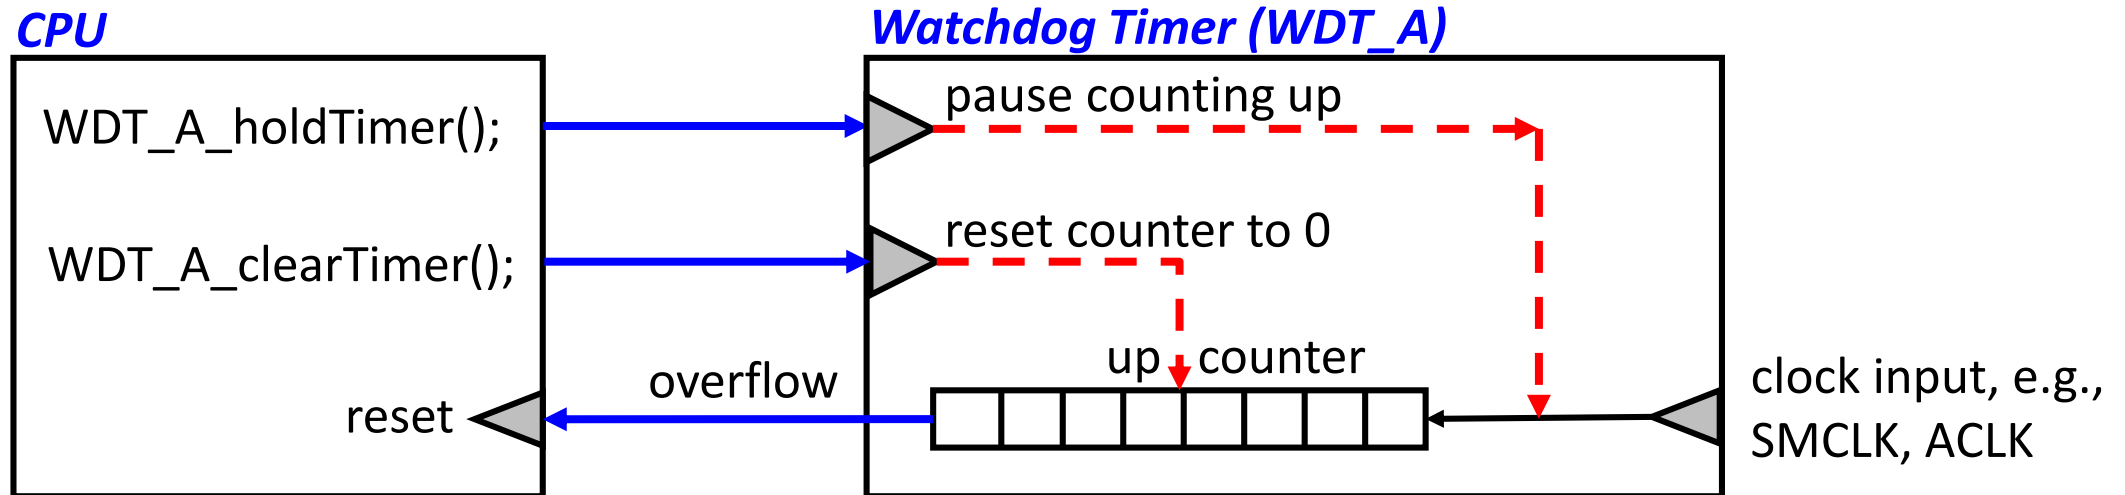 CPU
Watchdog Timer (WDT_A)
WDT_A_holdTimer();
pause counting up
WDT_A_clearTimer();
reset counter to 0
up counter
overflow
reset
clock input, e.g.,
SMCLK, ACLK